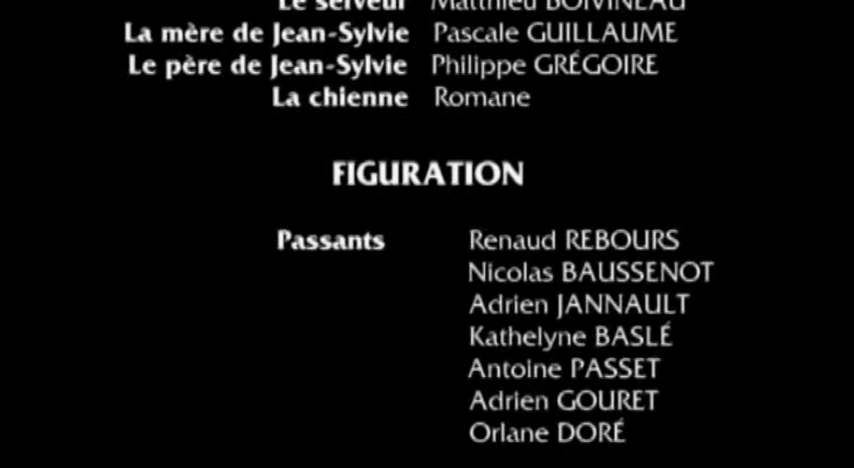 Le serveur Matthieu BOIVINEAU
La mère de Jean-Sylvie Pascale GUILLAUME
Le père de Jean-Sylvie Philippe GRÉGOIRE
La chienne Romane
FIGURATION
Passants Renaud REBOURS
Nicolas BAUSSENOT
Adrien JANNAULT
Kathelyne BASLÉ
Antoine PASSET
Adrien GOURET
Orlane DORÉ